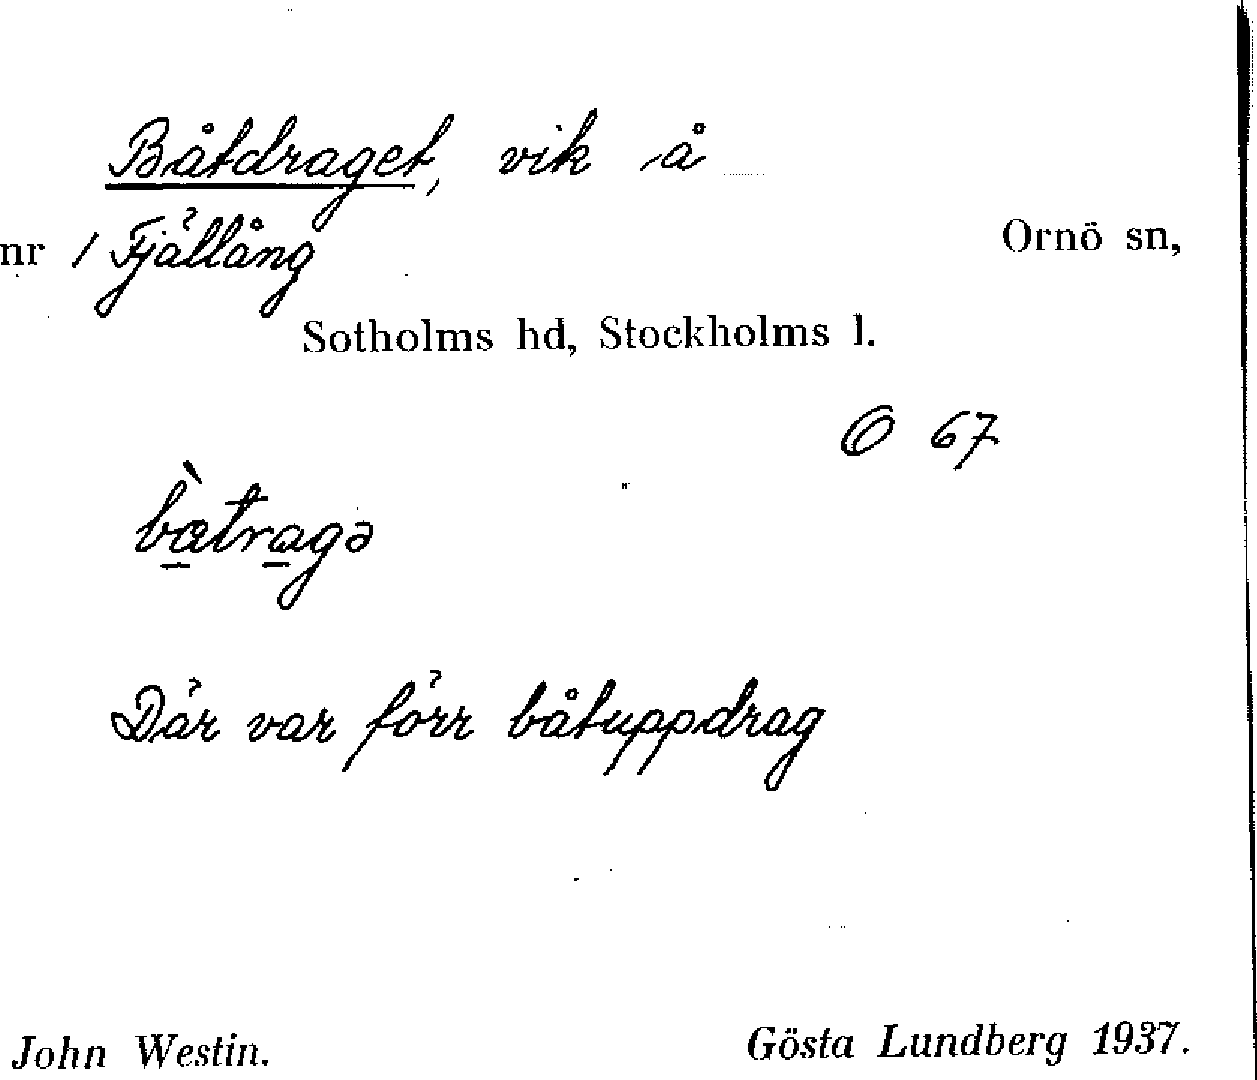 Båtdraget, vik å
nr 1 Fjällång Ornö sn,
Sotholms hd, Stockholms l.
O 67
bàtragə
Där var förr båtuppdrag
John Westin. Gösta Lundberg 1937.